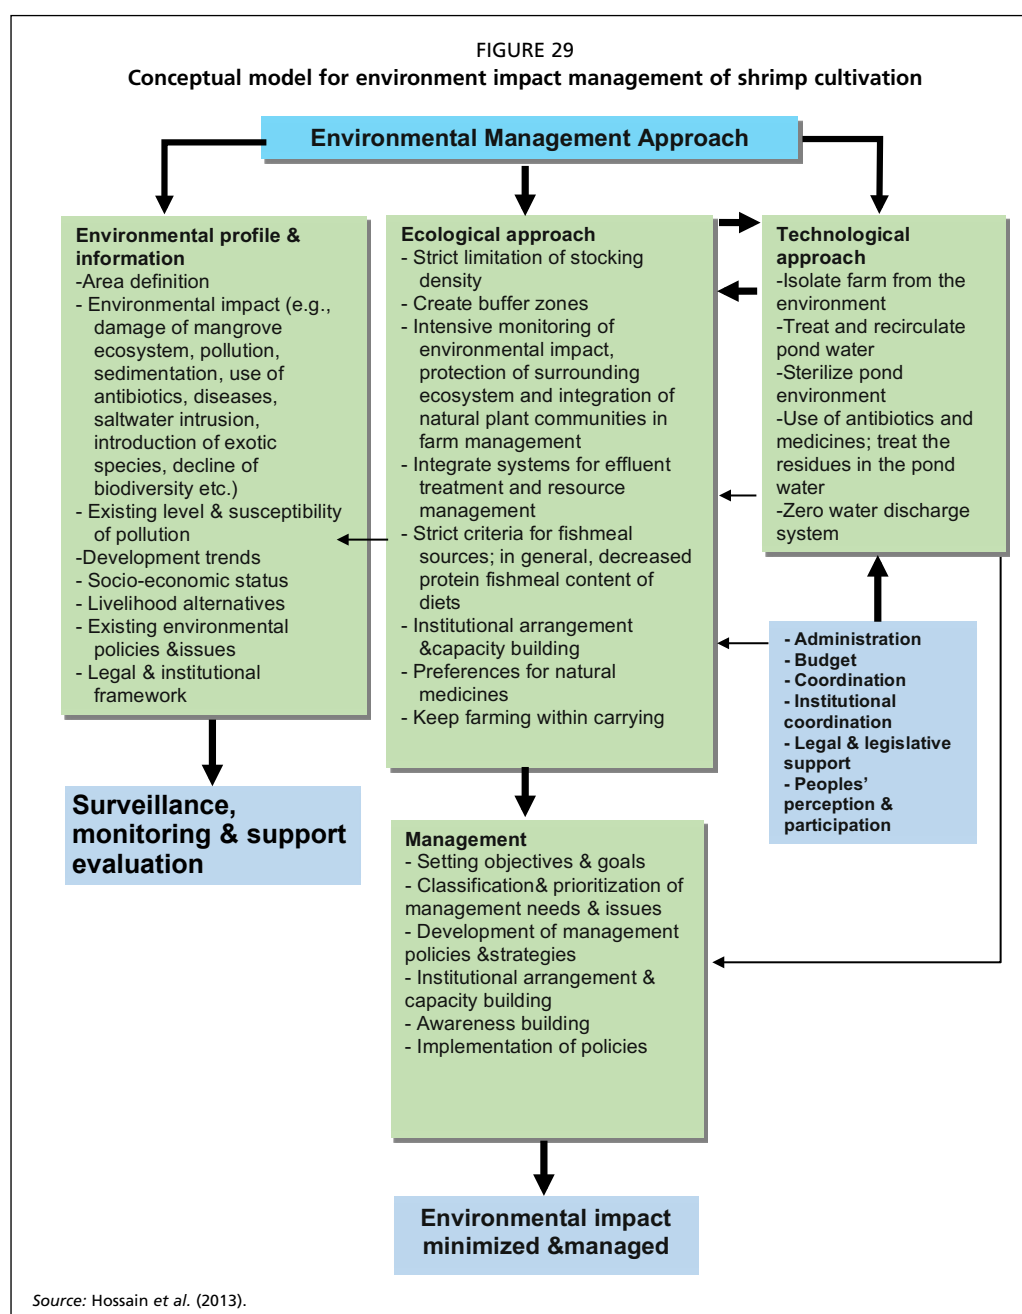 FIGURE 29
Conceptual model for environment impact management of shrimp cultivation
Environmental Management Approach
Environmental profile &
information
-Area definition
- Environmental impact (e.g.,
damage of mangrove
ecosystem, pollution,
sedimentation, use of
antibiotics, diseases,
saltwater intrusion,
introduction of exotic
species, decline of
biodiversity etc.)
- Existing level & susceptibility
of pollution
-Development trends
- Socio-economic status
- Livelihood alternatives
- Existing environmental
policies &issues
- Legal & institutional
framework
Ecological approach
- Strict limitation of stocking
density
- Create buffer zones
- Intensive monitoring of
environmental impact,
protection of surrounding
ecosystem and integration of
natural plant communities in
farm management
- Integrate systems for effluent
treatment and resource
management
- Strict criteria for fishmeal
sources; in general, decreased
protein fishmeal content of
diets
- Institutional arrangement
&capacity building
- Preferences for natural
medicines
- Keep farming within carrying
Technological
approach
-Isolate farm from the
environment
-Treat and recirculate
pond water
-Sterilize pond
environment
-Use of antibiotics and
medicines; treat the
residues in the pond
water
-Zero water discharge
system
- Administration
- Budget
- Coordination
- Institutional
coordination
- Legal & legislative
support
- Peoples'
perception &
participation
Surveillance,
monitoring & support
evaluation
Management
- Setting objectives & goals
- Classification& prioritization of
management needs & issues
- Development of management
policies &strategies
- Institutional arrangement &
capacity building
- Awareness building
- Implementation of policies
Environmental impact
minimized &managed
Source: Hossain et al. (2013).